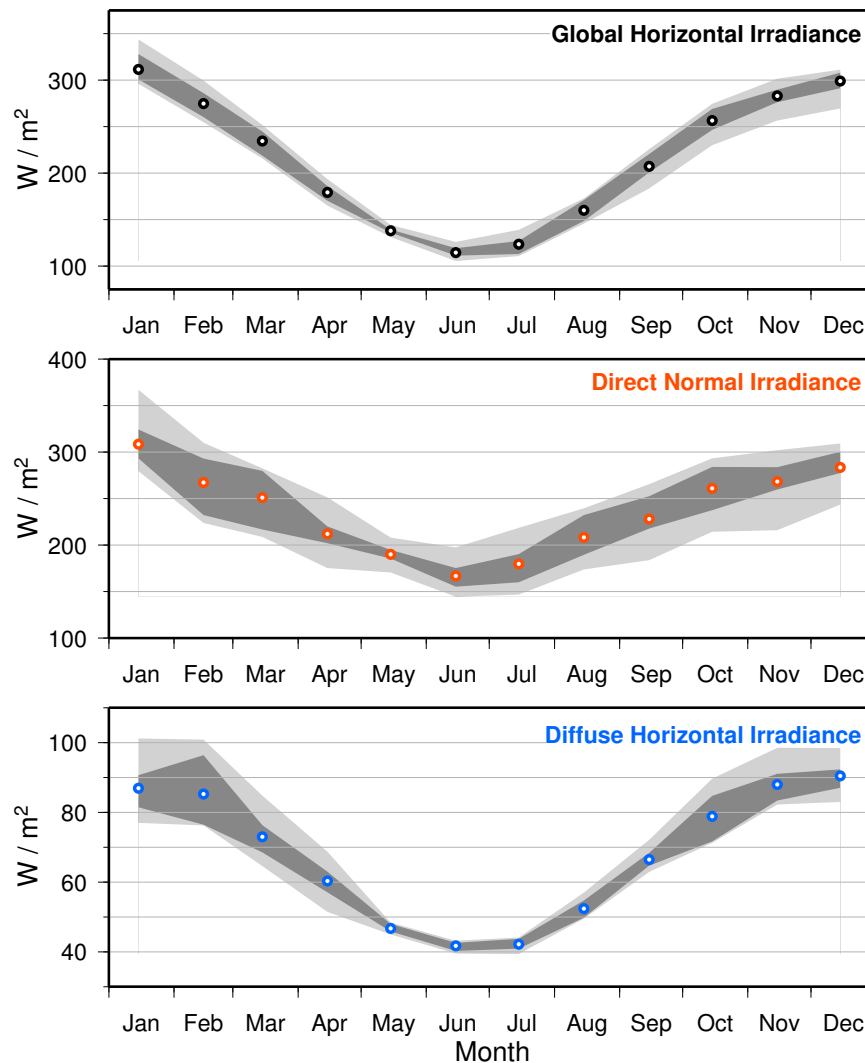 Global Horizontal Irradiance
300
200
100
W / m²
Jan Feb Mar Apr May Jun Jul Aug Sep Oct Nov Dec
400
Direct Normal Irradiance
300
200
100
W / m²
Jan Feb Mar Apr May Jun Jul Aug Sep Oct Nov Dec
Diffuse Horizontal Irradiance
100
80
60
40
W / m²
Jan Feb Mar Apr May Jun Jul Aug Sep Oct Nov Dec
Month